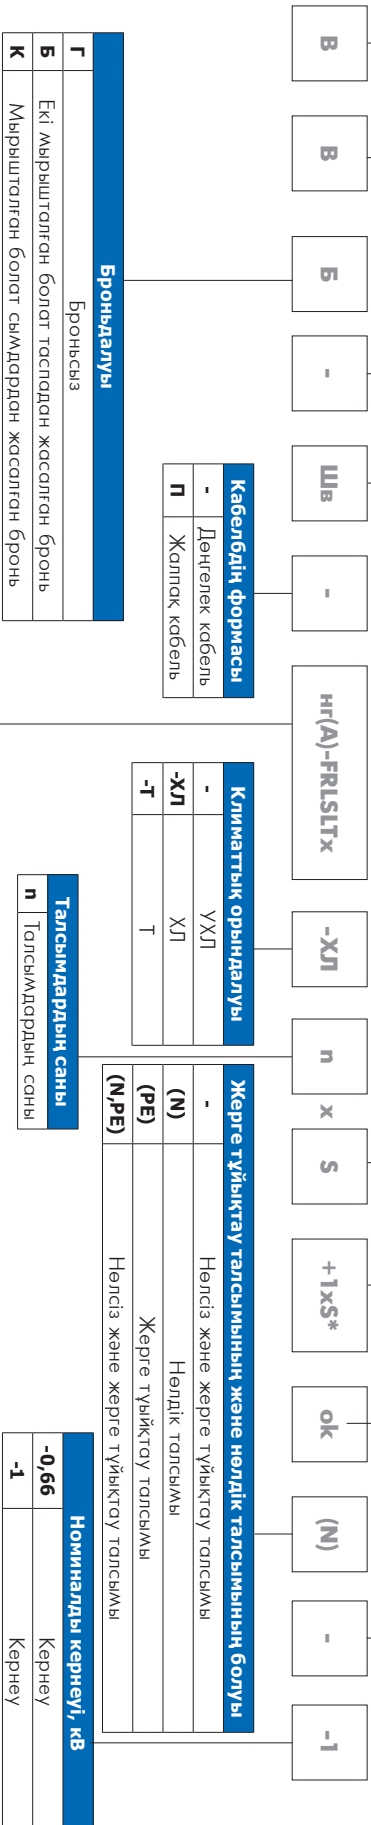 В
В
Б
-
Шв
-
нг(А)-FRLSLTx
-ХЛ
n
x
S
+1xS*
ok
(N)
-
-1
Броньдалуы
Г Броньсыз
Б Екі мырышталған болат таспадан жасалған бронь
К Мырышталған болат сымдардан жасалған бронь
Кабелбдің формасы
- Дөңгелек кабель
П Жалпақ кабель
Климаттық орындалуы
- УХЛ
-ХЛ ХЛ
-Т Т
Талсымдардың саны
n Талсымдардың саны
Жерге тұйықтау талсымының және нөлдік талсымының болуы
- Нөлсіз және жерге тұйықтау талсымы
(N) Нөлдік талсымы
(PE) Жерге туыйқтау талсымы
(N,PE) Нөлсіз және жерге тұйықтау талсымы
Номиналды кернеуі, кВ
-0,66 Кернеу
-1 Кернеу